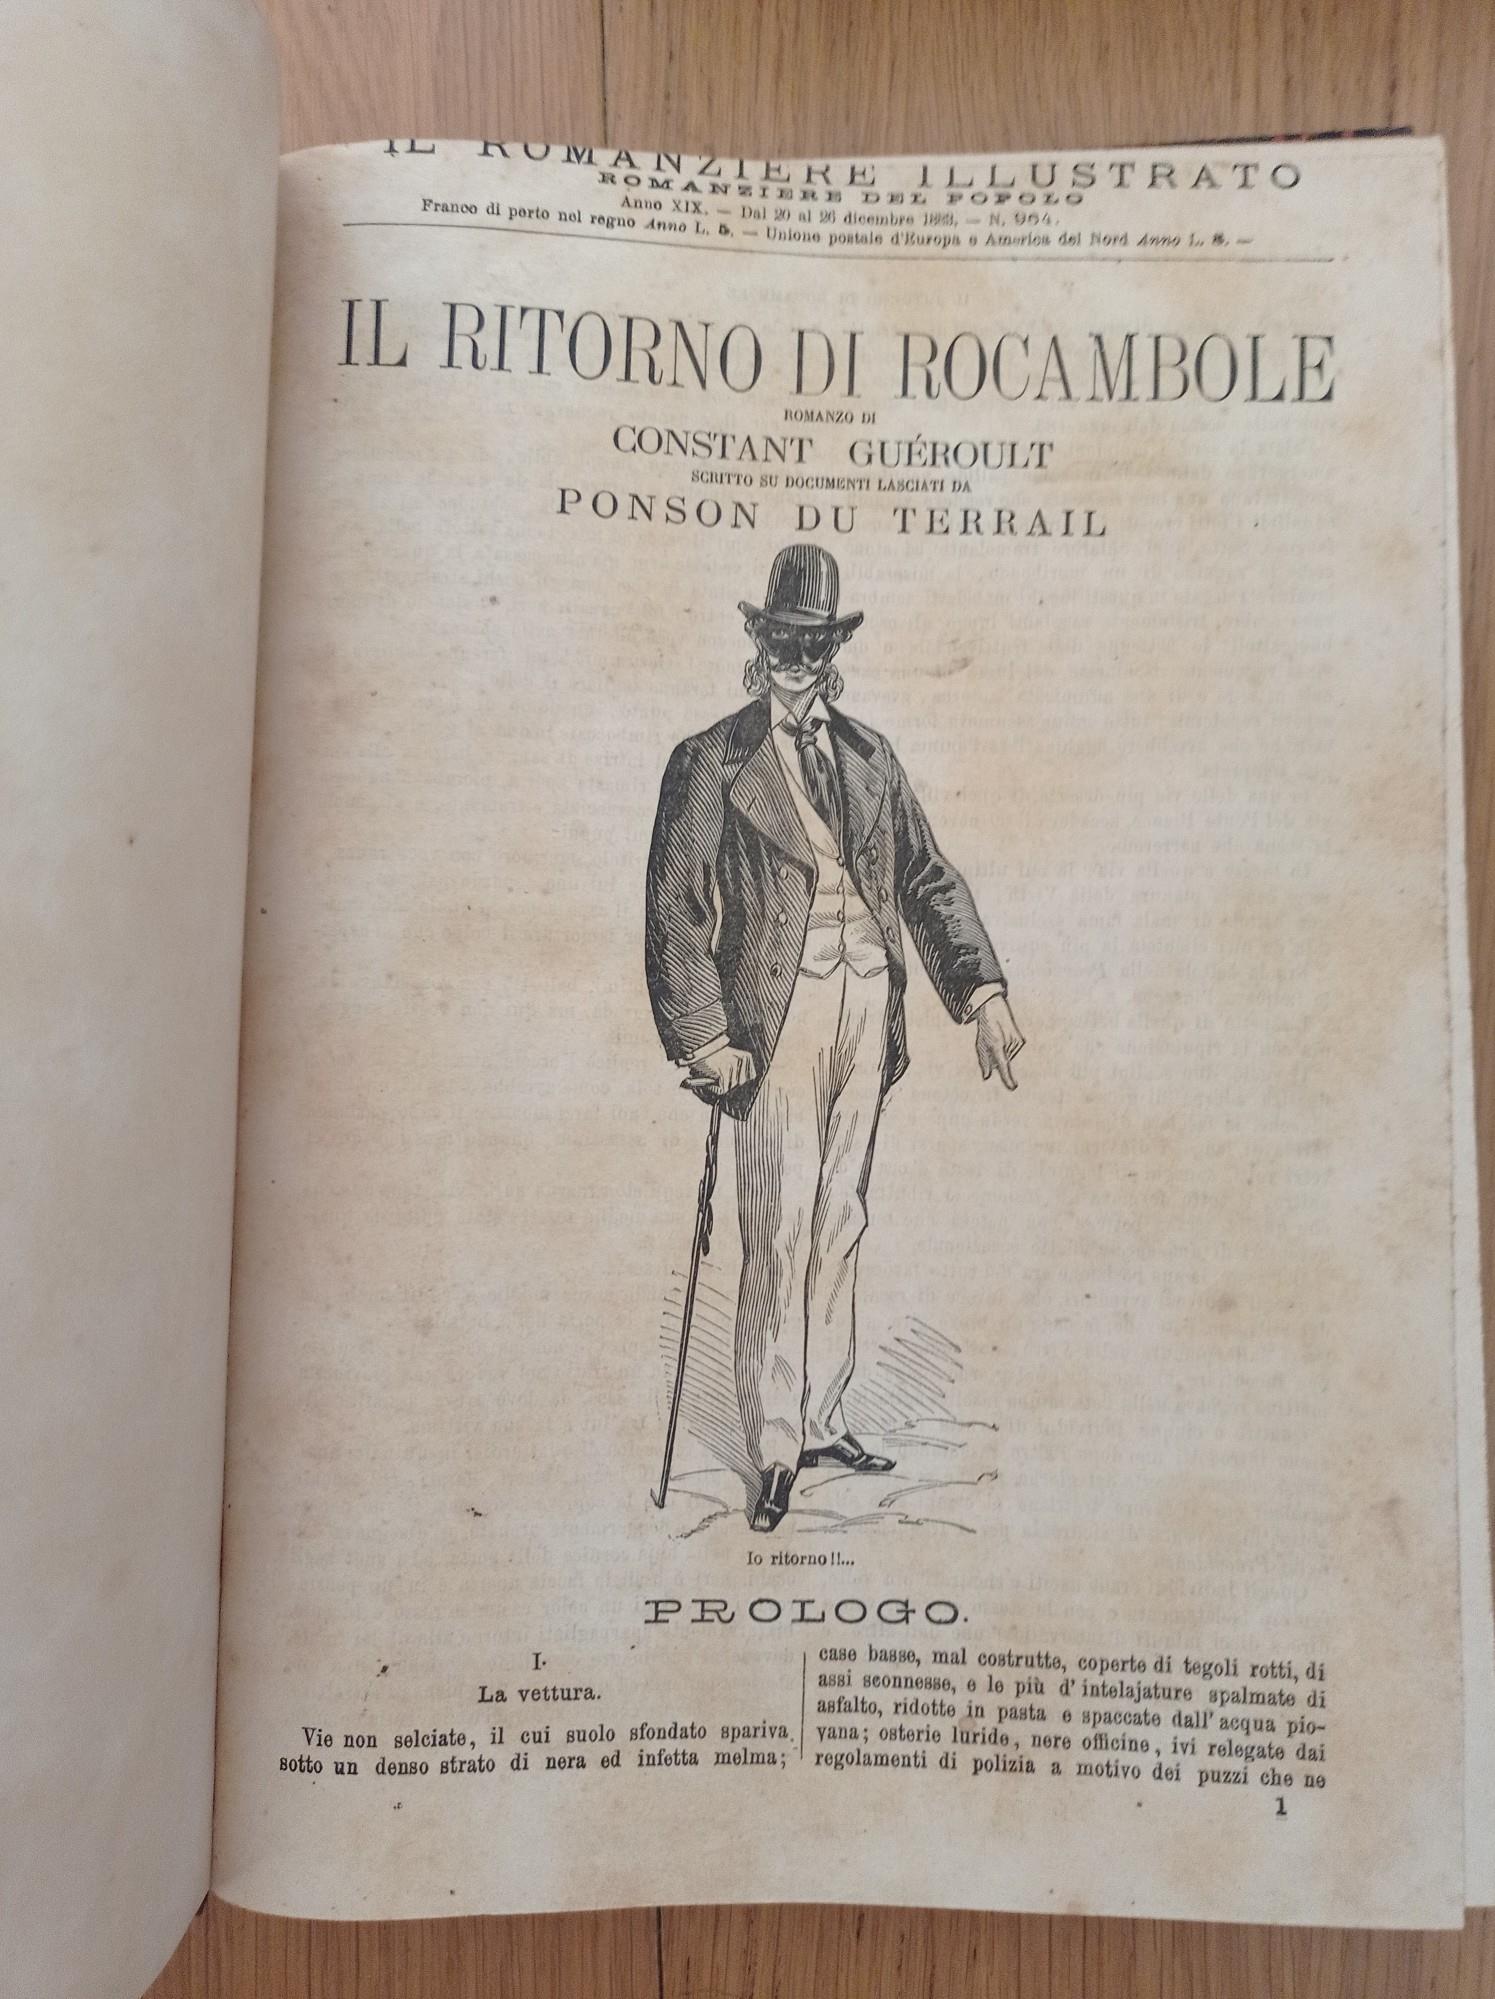 IL ROMANZIERE ILLUSTRATO
ROMANZIERE DEL POPOLO
Anno XIX. — Dal 20 al 26 dicembre 1883. — N. 964.
Franco di porto nel regno Anno L. 5. — Unione postale d'Europa e America del Nord Anno L. 8. —
IL RITORNO DI ROCAMBOLE
ROMANZO DI
CONSTANT GUÉROULT
SCRITTO SU DOCUMENTI LASCIATI DA
PONSON DU TERRAIL
Io ritorno!!...
PROLOGO.
I.
La vettura.
Vie non selciate, il cui suolo sfondato spariva
sotto un denso strato di nera ed infetta melma;
case basse, mal costrutte, coperte di tegoli rotti, di
assi sconnesse, e le più d'intelajature spalmate di
asfalto, ridotte in pasta e spaccate dall'acqua pio-
vana; osterie luride, nere officine, ivi relegate dai
regolamenti di polizia a motivo dei puzzi che ne
1